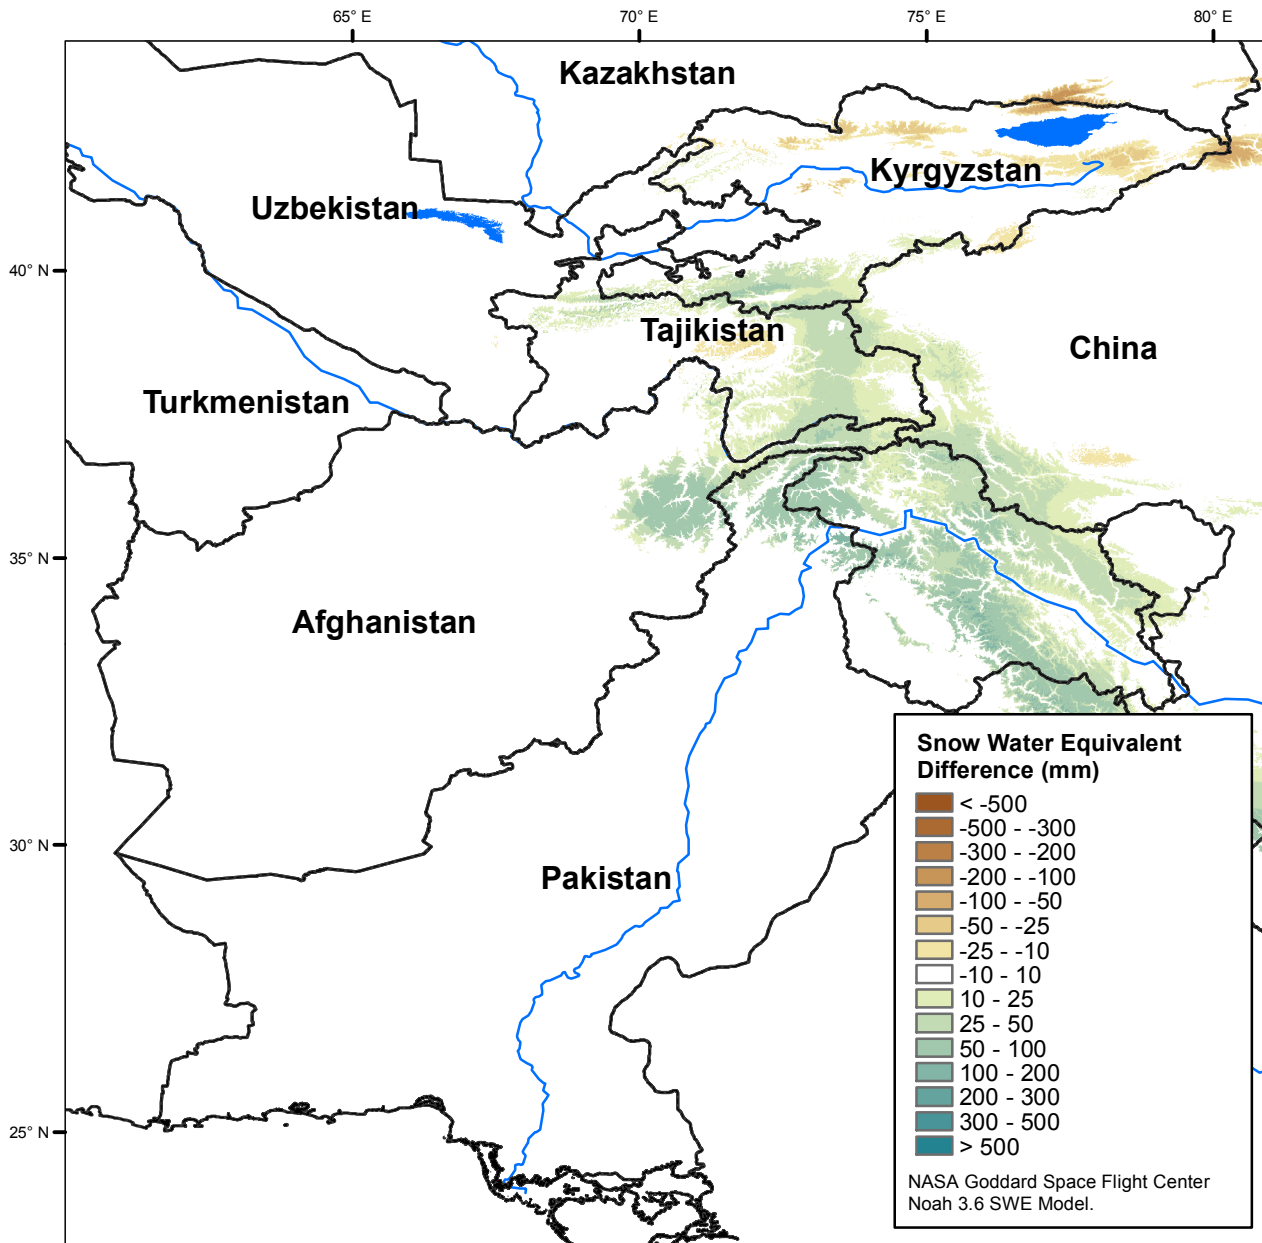 65° E
70° E
75° E
80° E
Kazakhstan
Kyrgyzstan
Uzbekistan
40° N
Tajikistan
China
Turkmenistan
35° N
Afghanistan
Snow Water Equivalent
Difference (mm)
< -500
-500 - -300
-300 - -200
-200 - -100
-100 - -50
-50 - -25
-25 - -10
-10 - 10
10 - 25
25 - 50
50 - 100
100 - 200
200 - 300
300 - 500
> 500
NASA Goddard Space Flight Center
Noah 3.6 SWE Model.
30° N
Pakistan
25° N